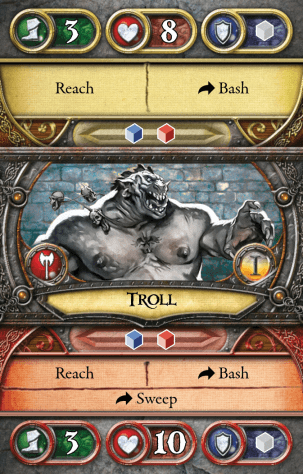 3 8
Reach Bash
TROLL
I
Reach Bash
Sweep
3 10